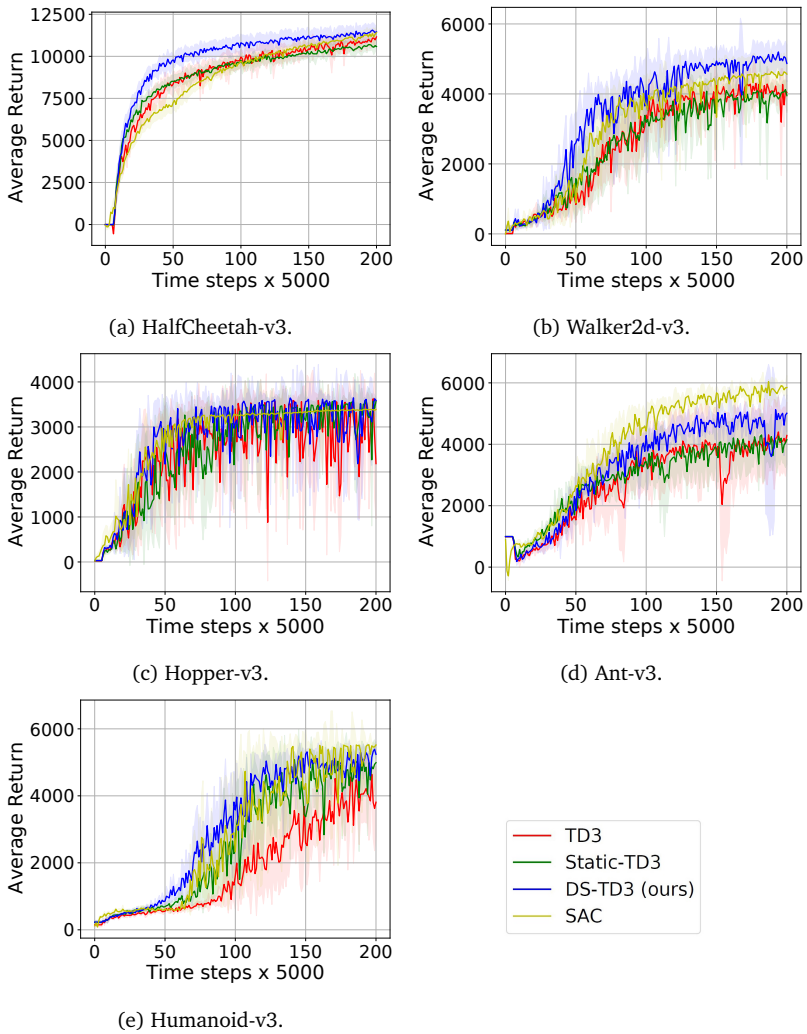 12500
10000
7500
5000
2500
0
Average Return
0 50 100 150 200
Time steps x 5000
(a) HalfCheetah-v3.
6000
4000
2000
0
Average Return
0 50 100 150 200
Time steps x 5000
(b) Walker2d-v3.
4000
3000
2000
1000
0
Average Return
0 50 100 150 200
Time steps x 5000
(c) Hopper-v3.
6000
4000
2000
0
Average Return
0 50 100 150 200
Time steps x 5000
(d) Ant-v3.
6000
4000
2000
0
Average Return
0 50 100 150 200
Time steps x 5000
(e) Humanoid-v3.
TD3
Static-TD3
DS-TD3 (ours)
SAC